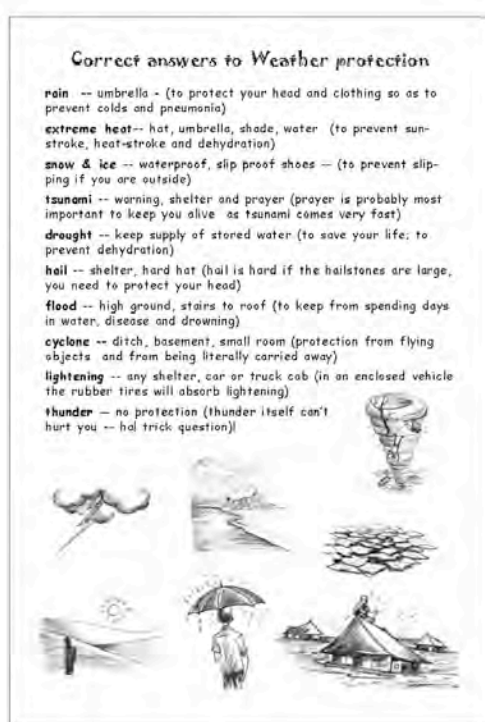 Correct answers to Weather protection
rain -- umbrella - (to protect your head and clothing so as to
prevent colds and pneumonia)
extreme heat-- hat, umbrella, shade, water (to prevent sun-
stroke, heat-stroke and dehydration)
snow & ice -- waterproof, slip proof shoes — (to prevent slip-
ping if you are outside)
tsunami -- warning, shelter and prayer (prayer is probably most
important to keep you alive as tsunami comes very fast)
drought -- keep supply of stored water (to save your life; to
prevent dehydration)
hail -- shelter, hard hat (hail is hard if the hailstones are large,
you need to protect your head)
flood -- high ground, stairs to roof (to keep from spending days
in water, disease and drowning)
cyclone -- ditch, basement, small room (protection from flying
objects and from being literally carried away)
lightening -- any shelter, car or truck cab (in an enclosed vehicle
the rubber tires will absorb lightening)
thunder — no protection (thunder itself can't
hurt you -- ha! trick question)!